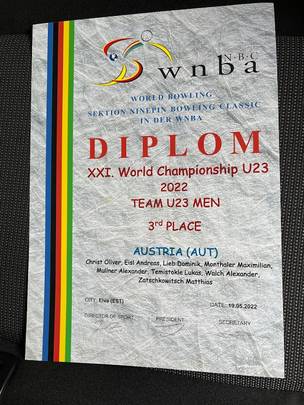 N·B·C
wnba
WORLD BOWLING
SEKTION NINEPIN BOWLING CLASSIC
IN DER WNBA
DIPLOM
XXI. World Championship U23
2022
TEAM U23 MEN
3rd PLACE
AUSTRIA (AUT)
Christ Oliver, Eisl Andreas, Lieb Dominik, Monthaler Maximilian,
Mullner Alexander, Temistokle Lukas, Walch Alexander,
Zatschkowitsch Matthias
CITY: Elva (EST) DATE: 19.05.2022
DIRECTOR OF SPORT PRESIDENT SECRETARY